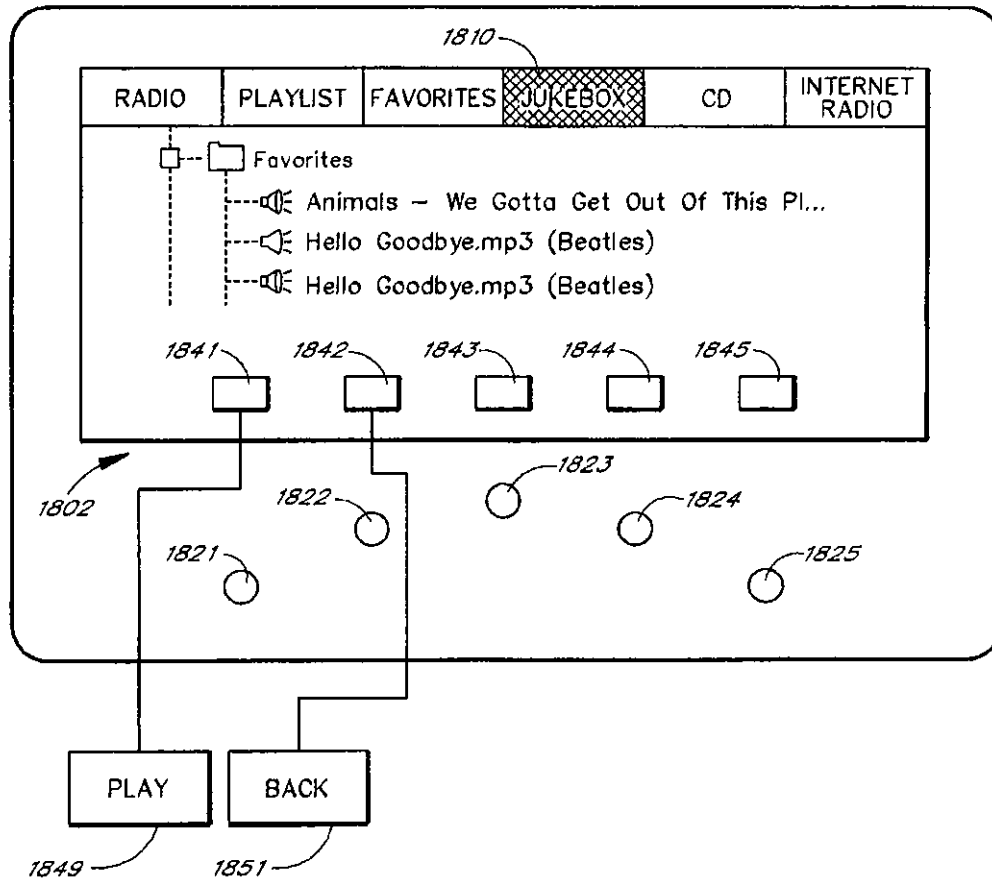 1810
RADIO PLAYLIST FAVORITES JUKEBOX CD INTERNET RADIO
Favorites
Animals – We Gotta Get Out Of This Pl...
Hello Goodbye.mp3 (Beatles)
Hello Goodbye.mp3 (Beatles)
1841 1842 1843 1844 1845
1802
1823
1822
1824
1821
1825
PLAY BACK
1849 1851